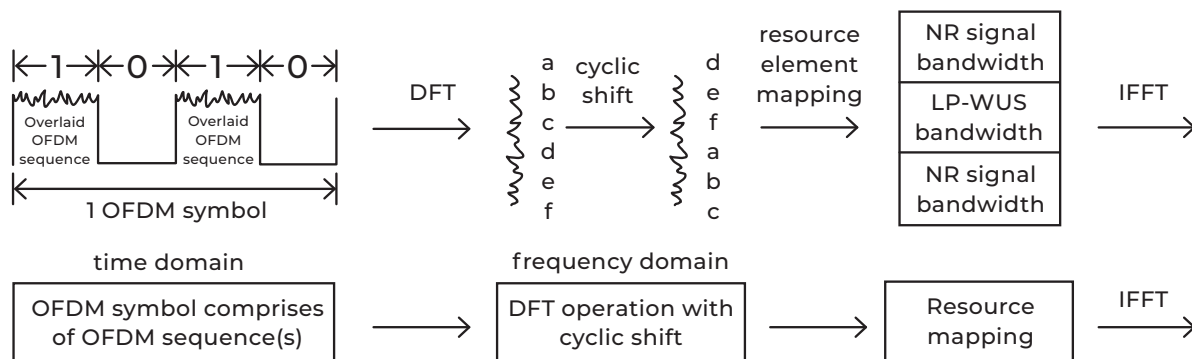 1 0 1 0
Overlaid
OFDM
sequence
Overlaid
OFDM
sequence
1 OFDM symbol
DFT
a
b
c
d
e
f
cyclic
shift
d
e
f
a
b
c
resource
element
mapping
NR signal
bandwidth
LP-WUS
bandwidth
NR signal
bandwidth
IFFT
time domain
OFDM symbol comprises
of OFDM sequence(s)
frequency domain
DFT operation with
cyclic shift
Resource
mapping
IFFT